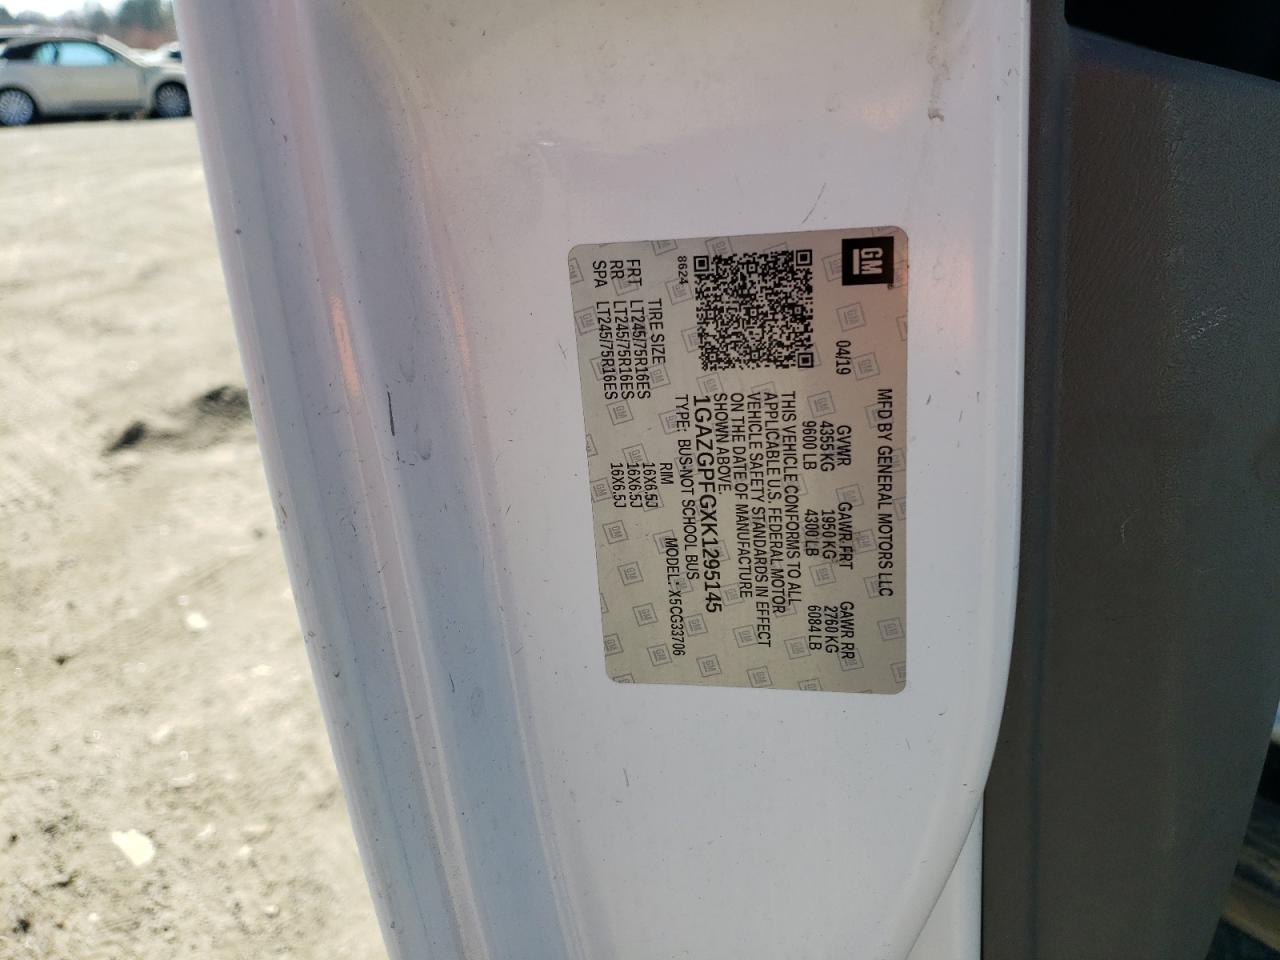 GM
MFD BY GENERAL MOTORS LLC
04/19
GVWR GAWR FRT GAWR RR
4355KG 1950 KG 2760 KG
9600 LB 4300 LB 6084 LB
THIS VEHICLE CONFORMS TO ALL
APPLICABLE U.S. FEDERAL MOTOR
VEHICLE SAFETY STANDARDS IN EFFECT
ON THE DATE OF MANUFACTURE
SHOWN ABOVE.
1GAZGPFGXK1295145
8624
TYPE: BUS-NOT SCHOOL BUS
MODEL: X5CG33706
TIRE SIZE RIM
FRT LT245/75R16ES 16X6.5J
RR LT245/75R16ES 16X6.5J
SPA LT245/75R16ES 16X6.5J